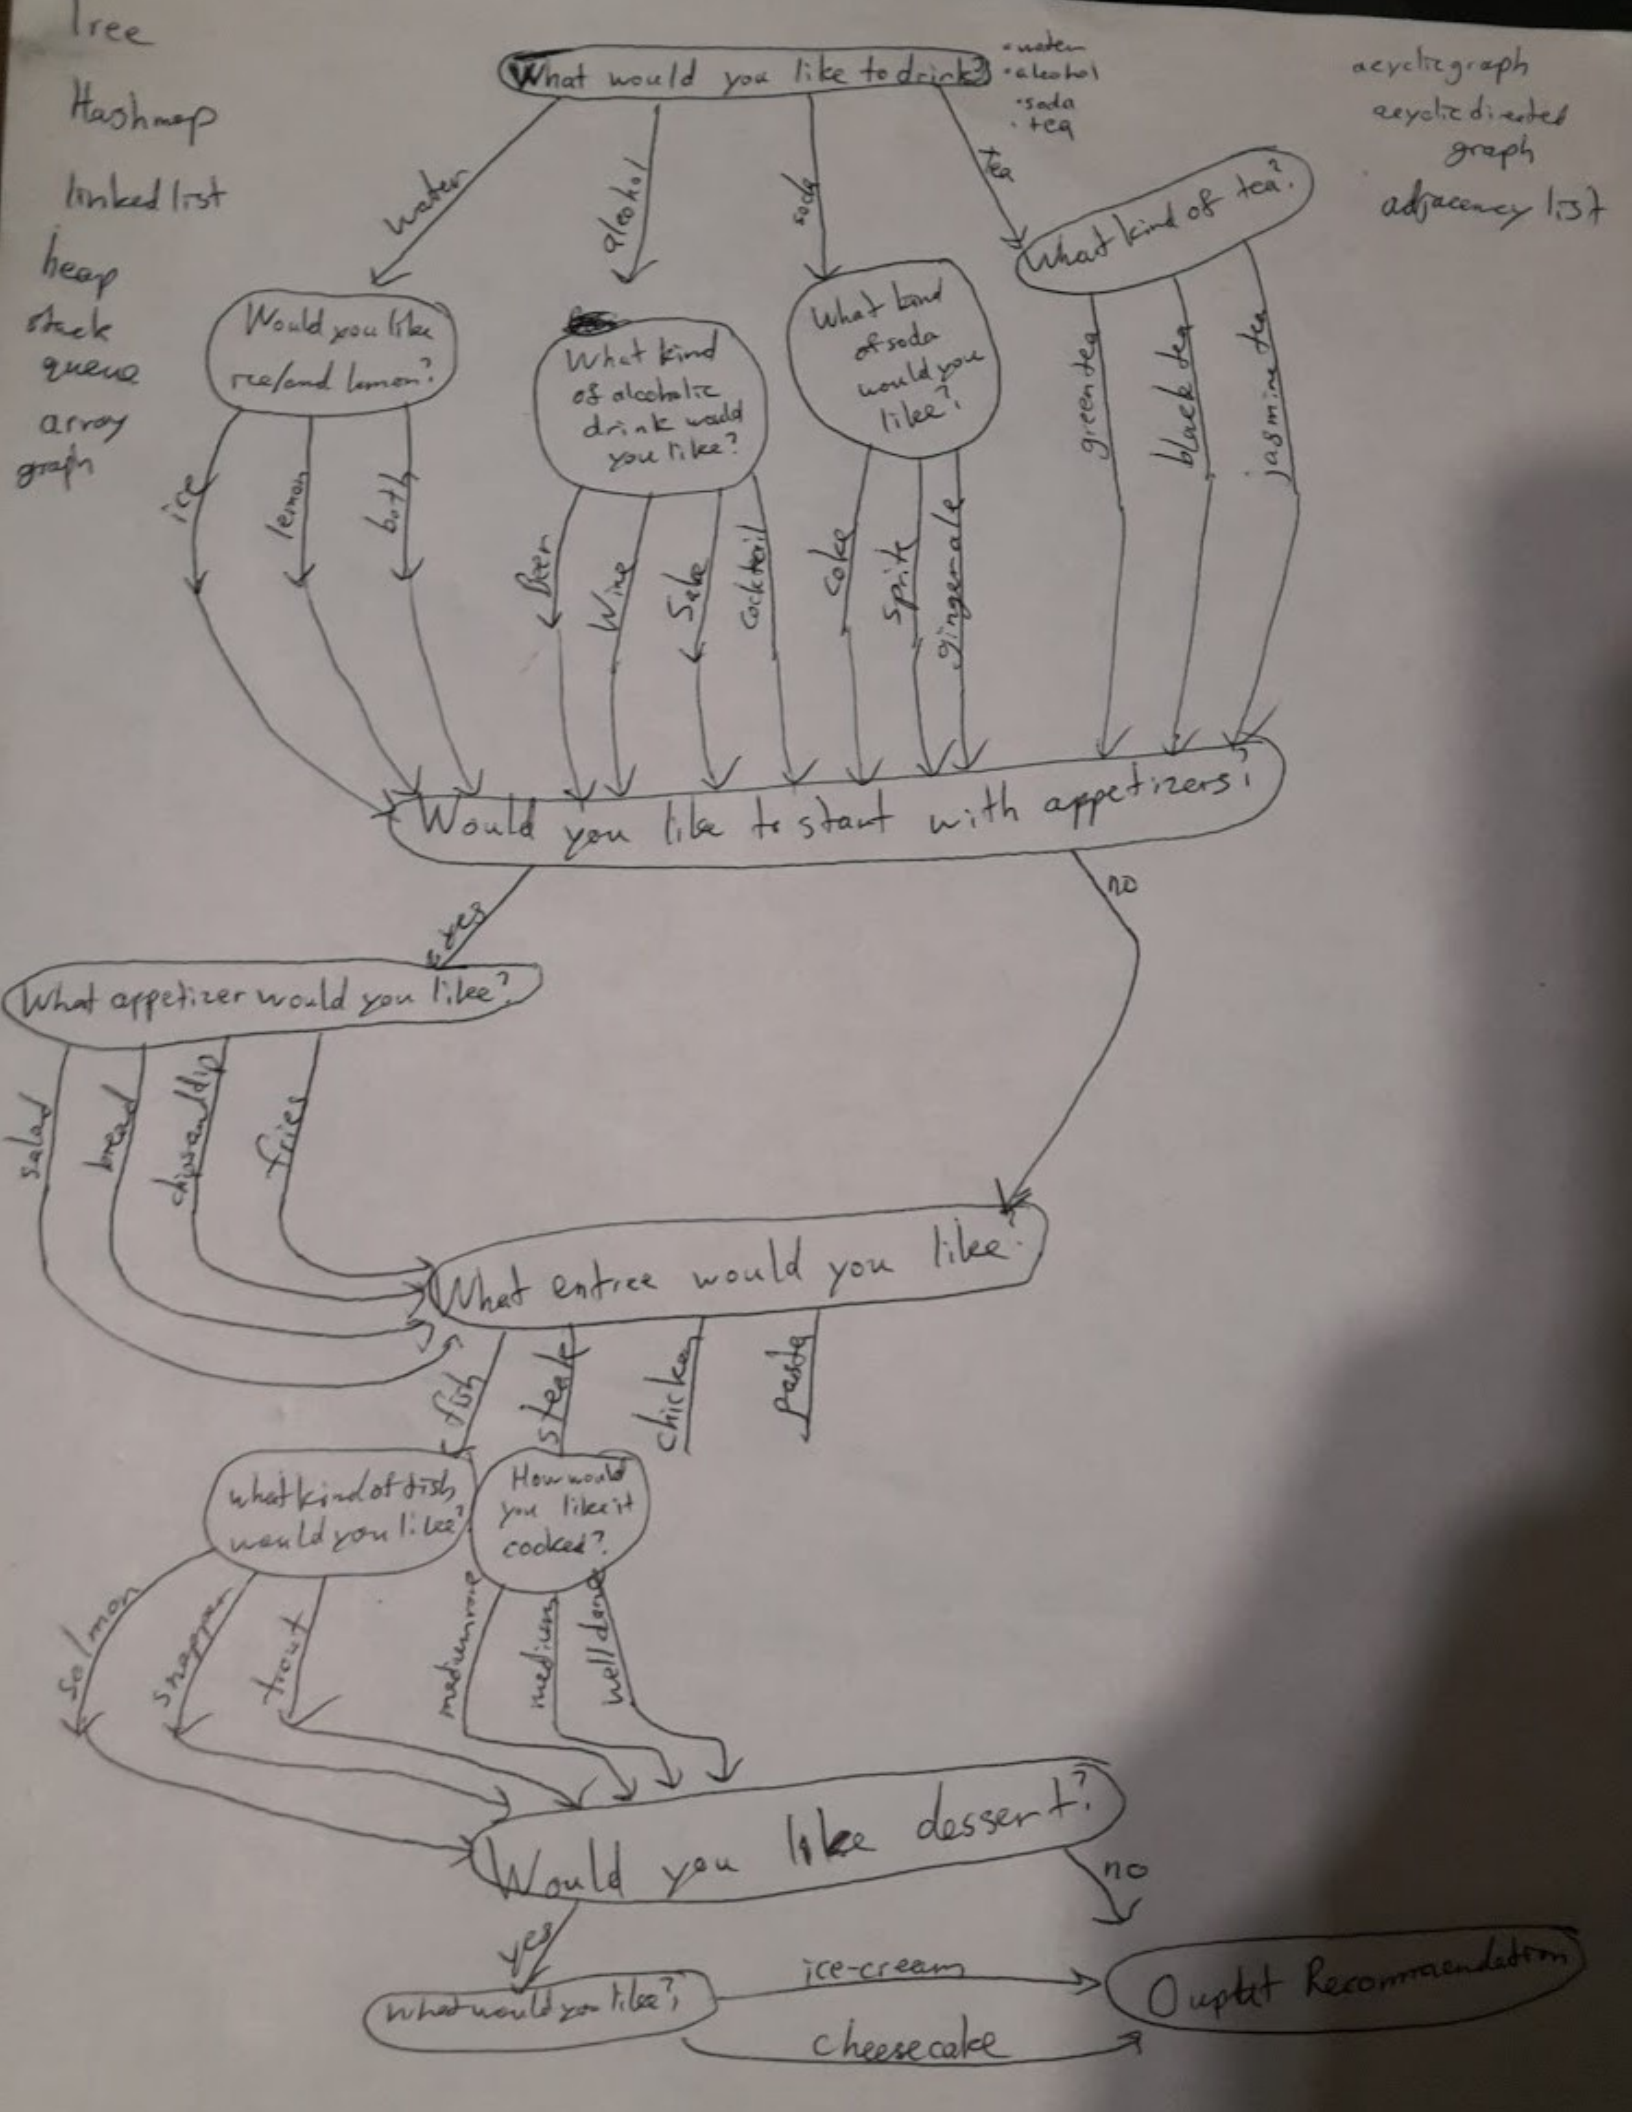 Tree
Hashmap
linked list
heap
stack
queue
array
graph
What would you like to drink?
• water
• alcohol
• soda
• tea
acyclic graph
acyclic directed
graph
adjacency list
water
alcohol
soda
tea
Would you like
ice/and lemon?
What kind
of alcoholic
drink would
you like?
What kind
of soda
would you
like?
What kind of tea?
ice
lemon
both
Beer
Wine
Sake
Cocktail
coke
sprite
gingerale
green tea
black tea
jasmine tea
Would you like to start with appetizers?
yes
no
What appetizer would you like?
salad
bread
chips and dip
fries
What entree would you like?
fish
steak
chicken
pasta
What kind of fish
would you like?
How would
you like it
cooked?
salmon
snapper
trout
medium rare
medium
well done
Would you like dessert?
yes
no
What would you like?
ice-cream
cheesecake
Ouptut Recommendation